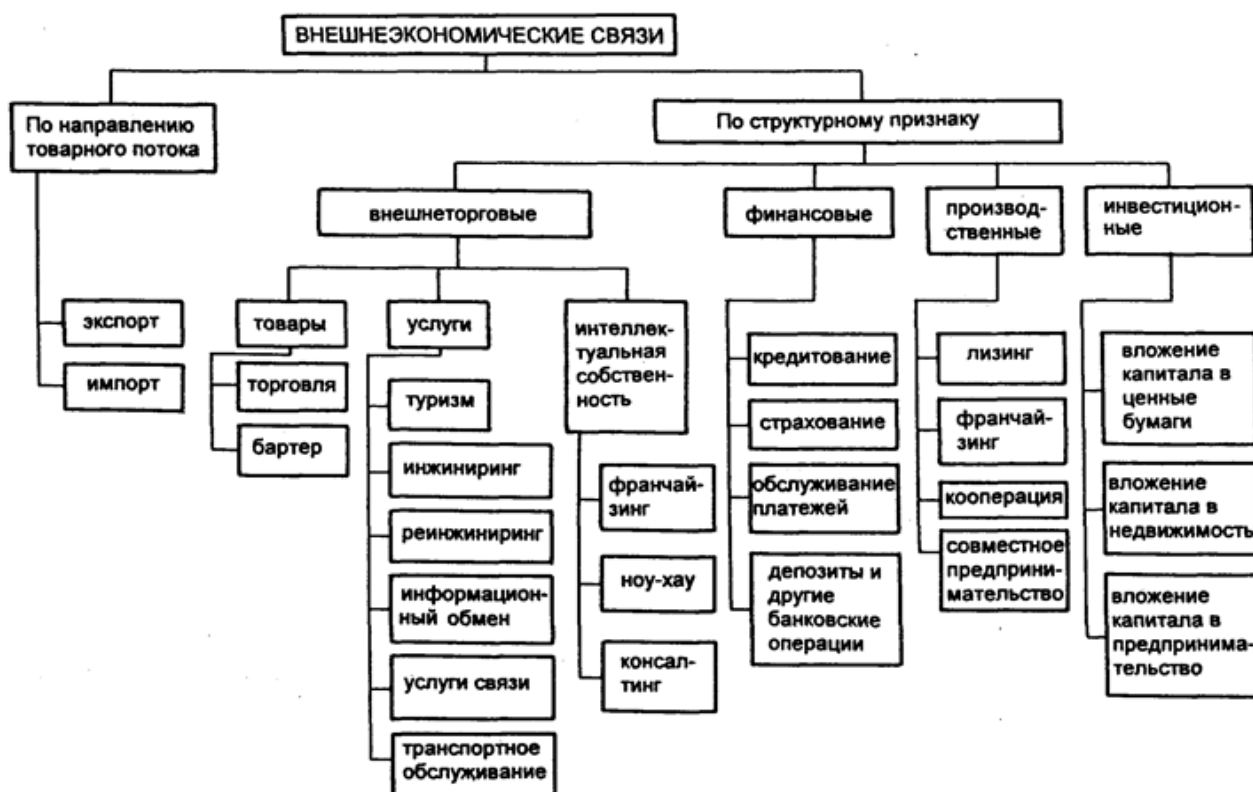 ВНЕШНЕЭКОНОМИЧЕСКИЕ СВЯЗИ
По направлению
товарного потока
По структурному признаку
внешнеторговые
финансовые
производ-
ственные
инвестицион-
ные
экспорт
импорт
товары
торговля
бартер
услуги
туризм
инжиниринг
реинжиниринг
информацион-
ный обмен
услуги связи
транспортное
обслуживание
интеллек-
туальная
собствен-
ность
франчай-
зинг
ноу-хау
консал-
тинг
кредитование
страхование
обслуживание
платежей
депозиты и
другие
банковские
операции
лизинг
франчай-
зинг
кооперация
совместное
предприни-
мательство
вложение
капитала в
ценные
бумаги
вложение
капитала в
недвижимость
вложение
капитала в
предпринима-
тельство